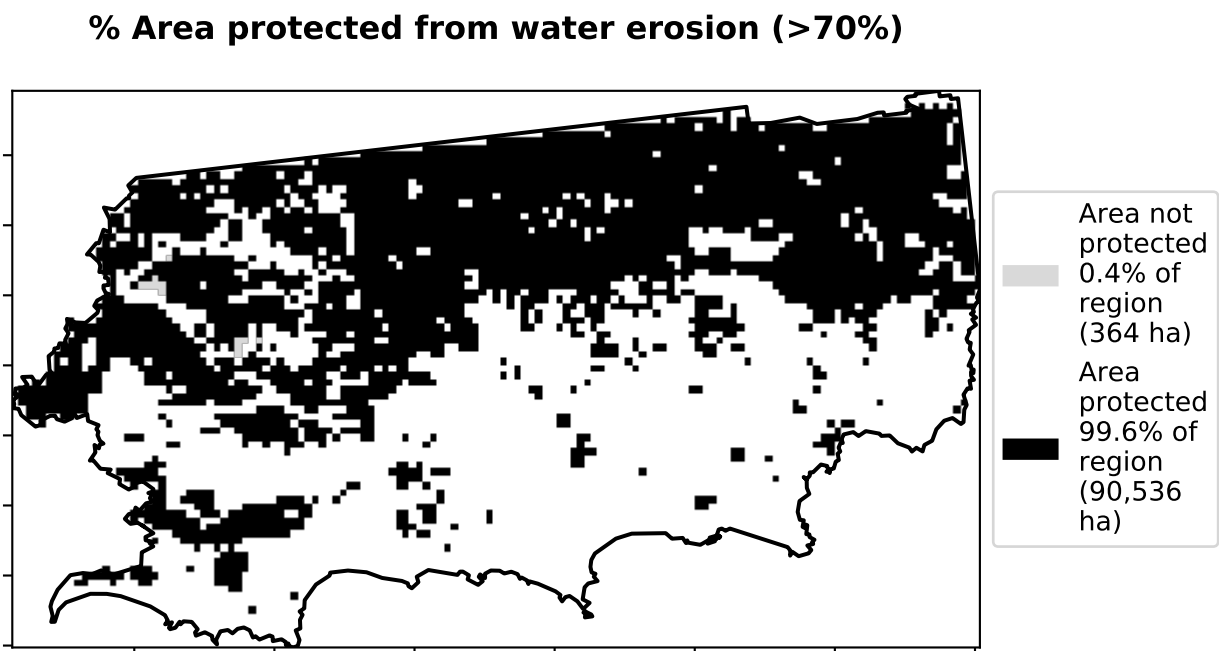 % Area protected from water erosion (>70%)
Area not
protected
0.4% of
region
(364 ha)
Area
protected
99.6% of
region
(90,536
ha)